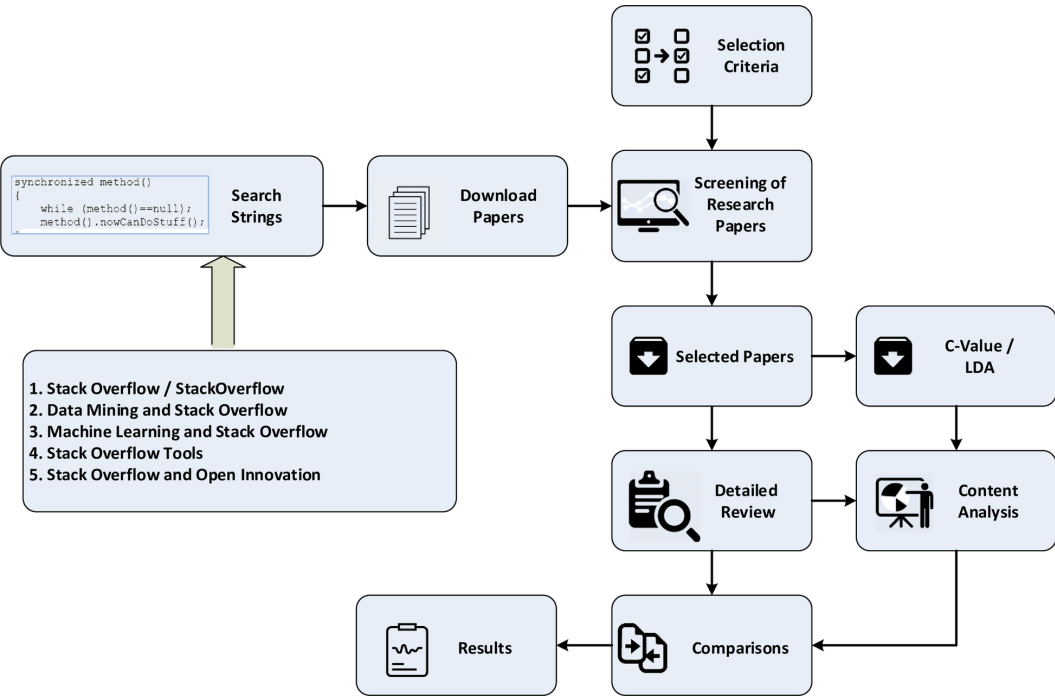 Selection
Criteria
synchronized method()
{
while (method()==null);
method().nowCanDoStuff();
Search
Strings
Download
Papers
Screening of
Research
Papers
Selected Papers
C-Value /
LDA
1. Stack Overflow / StackOverflow
2. Data Mining and Stack Overflow
3. Machine Learning and Stack Overflow
4. Stack Overflow Tools
5. Stack Overflow and Open Innovation
Detailed
Review
Content
Analysis
Results
Comparisons